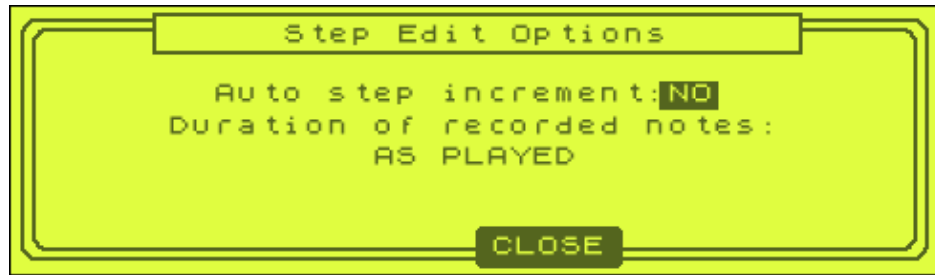 Step Edit Options
Auto step increment:NO
Duration of recorded notes:
AS PLAYED
CLOSE